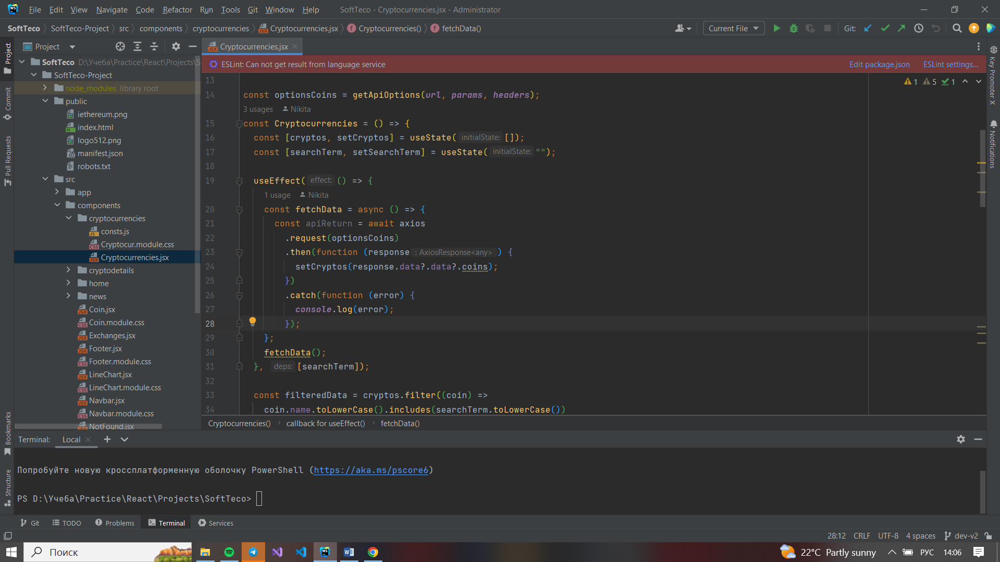 File Edit View Navigate Code Refactor Run Tools Git Window Help SoftTeco - Cryptocurrencies.jsx - Administrator
SoftTeco SoftTeco-Project src components cryptocurrencies Cryptocurrencies.jsx Cryptocurrencies() fetchData() Current File Git:
Project
Cryptocurrencies.jsx
SoftTeco D:\Учеба\Practice\React\Projects\S
SoftTeco-Project
node_modules library root
public
iethereum.png
index.html
logo512.png
manifest.json
robots.txt
src
app
components
cryptocurrencies
consts.js
Cryptocur.module.css
Cryptocurrencies.jsx
cryptodetails
home
news
Coin.jsx
Coin.module.css
Exchanges.jsx
Footer.jsx
Footer.module.css
LineChart.jsx
LineChart.module.css
Navbar.jsx
Navbar.module.css
NotFound.jsx
Project
Commit
Pull Requests
Bookmarks
Structure
ESLint: Can not get result from language service Edit package.json ESLint settings...
1 5 1
13
14 const optionsCoins = getApiOptions(url, params, headers);
3 usages Nikita
15 const Cryptocurrencies = () => {
16 const [cryptos, setCryptos] = useState( initialState: []);
17 const [searchTerm, setSearchTerm] = useState( initialState: "");
18
19 useEffect( effect: () => {
1 usage Nikita
20 const fetchData = async () => {
21 const apiReturn = await axios
22 .request(optionsCoins)
23 .then(function (response : AxiosResponse<any> ) {
24 setCryptos(response.data?.data?.coins);
25 })
26 .catch(function (error) {
27 console.log(error);
28 });
29 };
30 fetchData();
31 }, deps: [searchTerm]);
32
33 const filteredData = cryptos.filter((coin) =>
34 coin.name.toLowerCase().includes(searchTerm.toLowerCase())
Cryptocurrencies() callback for useEffect() fetchData()
Key Promoter X
Notifications
Terminal: Local
Попробуйте новую кроссплатформенную оболочку PowerShell (https://aka.ms/pscore6)
PS D:\Учеба\Practice\React\Projects\SoftTeco>
Git TODO Problems Terminal Services
28:12 CRLF UTF-8 4 spaces dev-v2
Поиск 22°C Partly sunny РУС 14:06